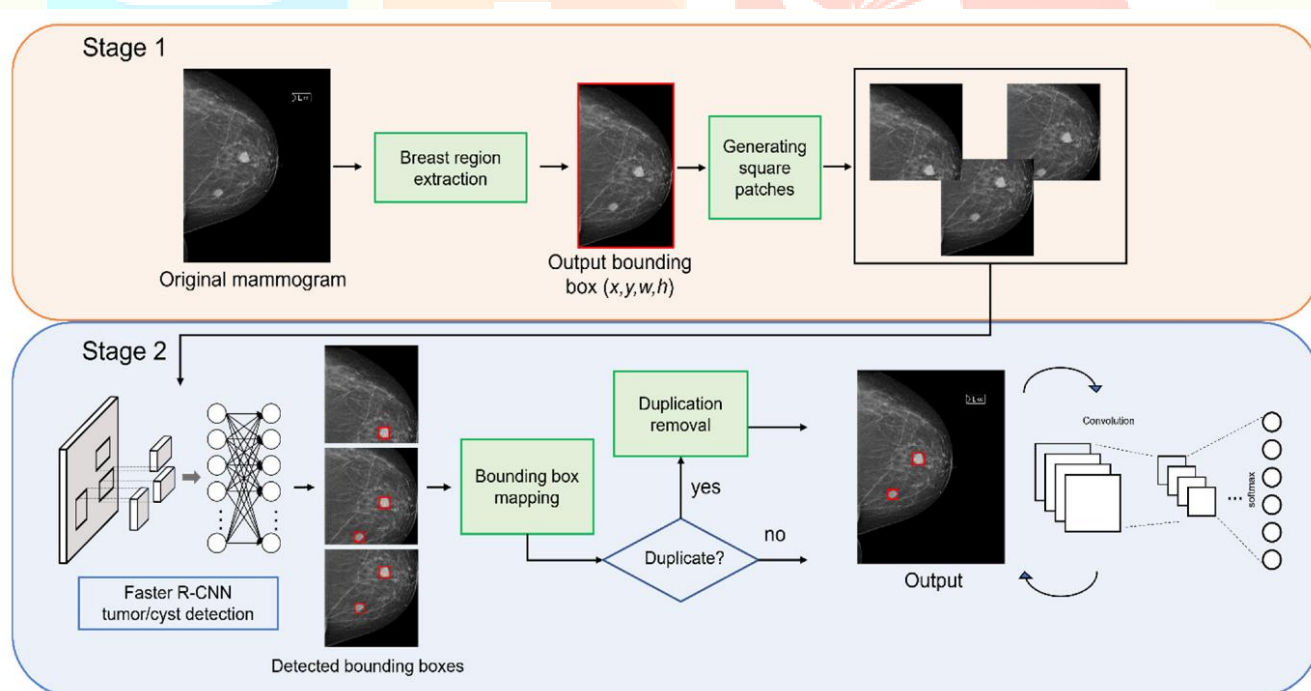 Stage 1
Original mammogram
Breast region
extraction
Output bounding
box (x,y,w,h)
Generating
square
patches
Stage 2
Faster R-CNN
tumor/cyst detection
Detected bounding boxes
Bounding box
mapping
Duplicate?
yes
no
Duplication
removal
Output
Convolution
softmax